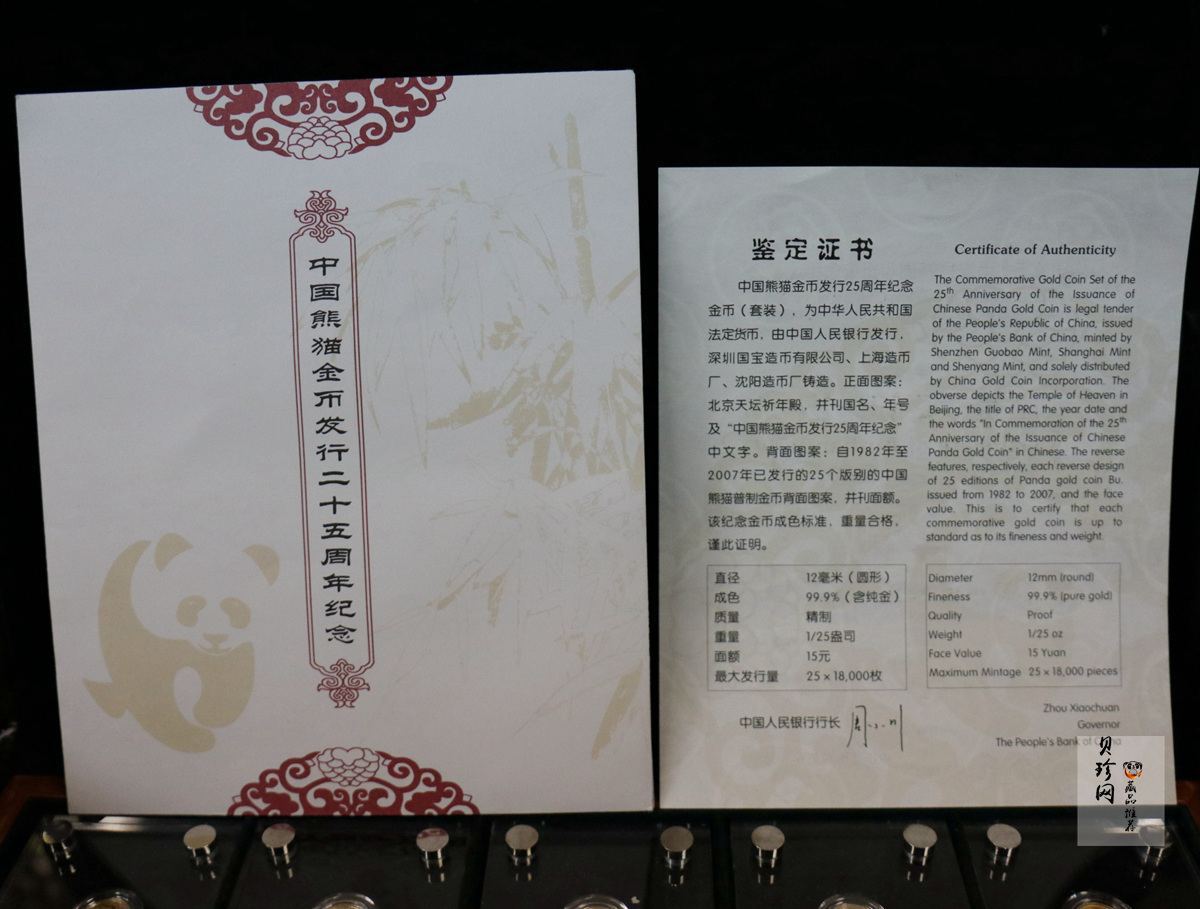 中国熊猫金币发行二十五周年纪念
鉴定证书
中国熊猫金币发行25周年纪念
金币（套装），为中华人民共和国
法定货币，由中国人民银行发行，
深圳国宝造币有限公司、上海造币
厂、沈阳造币厂铸造。正面图案：
北京天坛祈年殿，并刊国名、年号
及“中国熊猫金币发行25周年纪念”
中文字。背面图案：自1982年至
2007年已发行的25个版别的中国
熊猫普制金币背面图案，并刊面额。
该纪念金币成色标准，重量合格，
谨此证明。
直径 12毫米（圆形）
成色 99.9%（含纯金）
质量 精制
重量 1/25盎司
面额 15元
最大发行量 25×18,000枚
中国人民银行行长
Certificate of Authenticity
The Commemorative Gold Coin Set of the
25th Anniversary of the Issuance of
Chinese Panda Gold Coin is legal tender
of the People's Republic of China, issued
by the People's Bank of China, minted by
Shenzhen Guobao Mint, Shanghai Mint
and Shenyang Mint, and solely distributed
by China Gold Coin Incorporation. The
obverse depicts the Temple of Heaven in
Beijing, the title of PRC, the year date and
the words "In Commemoration of the 25th
Anniversary of the Issuance of Chinese
Panda Gold Coin" in Chinese. The reverse
features, respectively, each reverse design
of 25 editions of Panda gold coin Bu.
issued from 1982 to 2007, and the face
value. This is to certify that each
commemorative gold coin is up to
standard as to its fineness and weight.
Diameter 12mm (round)
Fineness 99.9% (pure gold)
Quality Proof
Weight 1/25 oz
Face Value 15 Yuan
Maximum Mintage 25×18,000 pieces
Zhou Xiaochuan
Governor
The People's Bank of China
贝珍网
藏品推荐